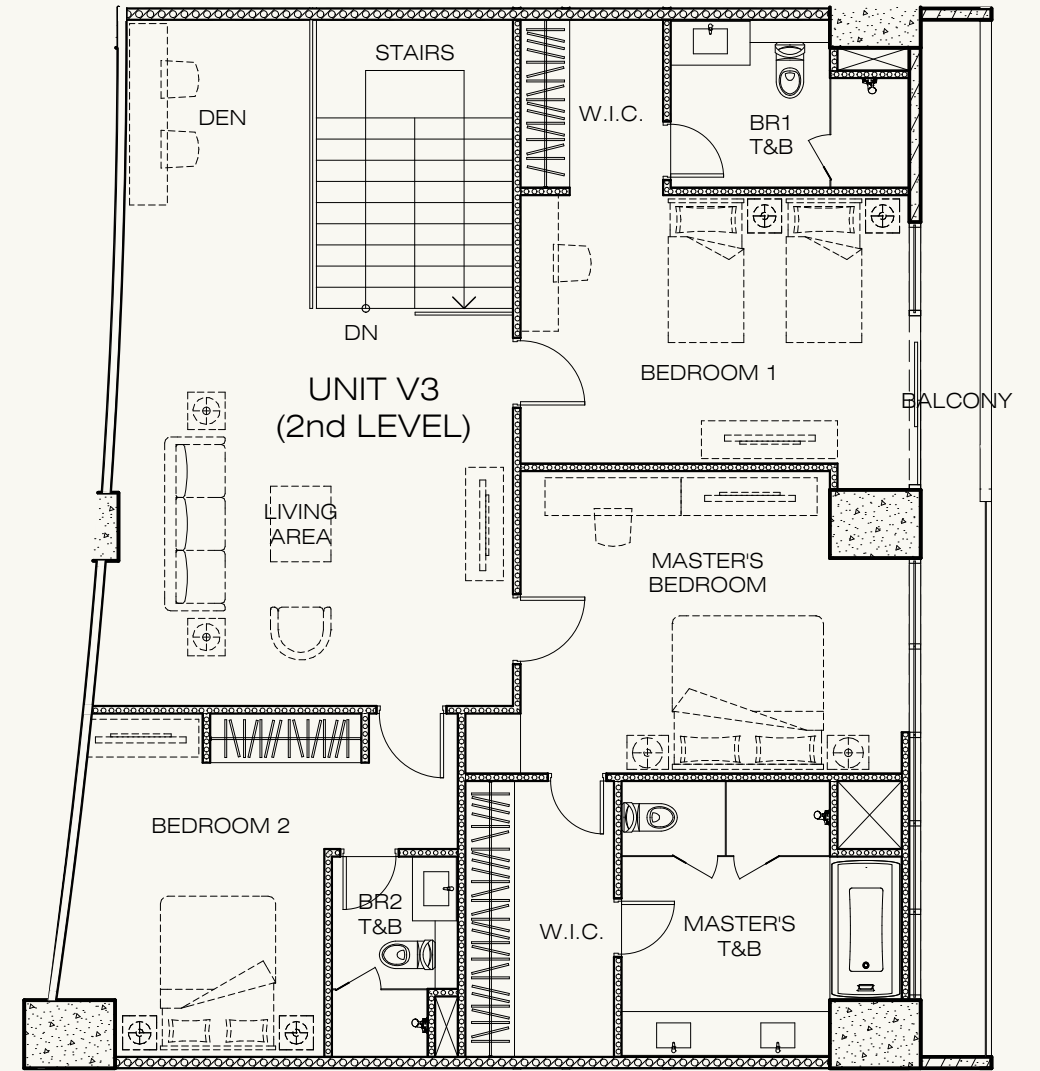 STAIRS
DEN
W.I.C.
BR1
T&B
DN
UNIT V3
(2nd LEVEL)
BEDROOM 1
BALCONY
LIVING
AREA
MASTER'S
BEDROOM
BEDROOM 2
BR2
T&B
W.I.C.
MASTER'S
T&B